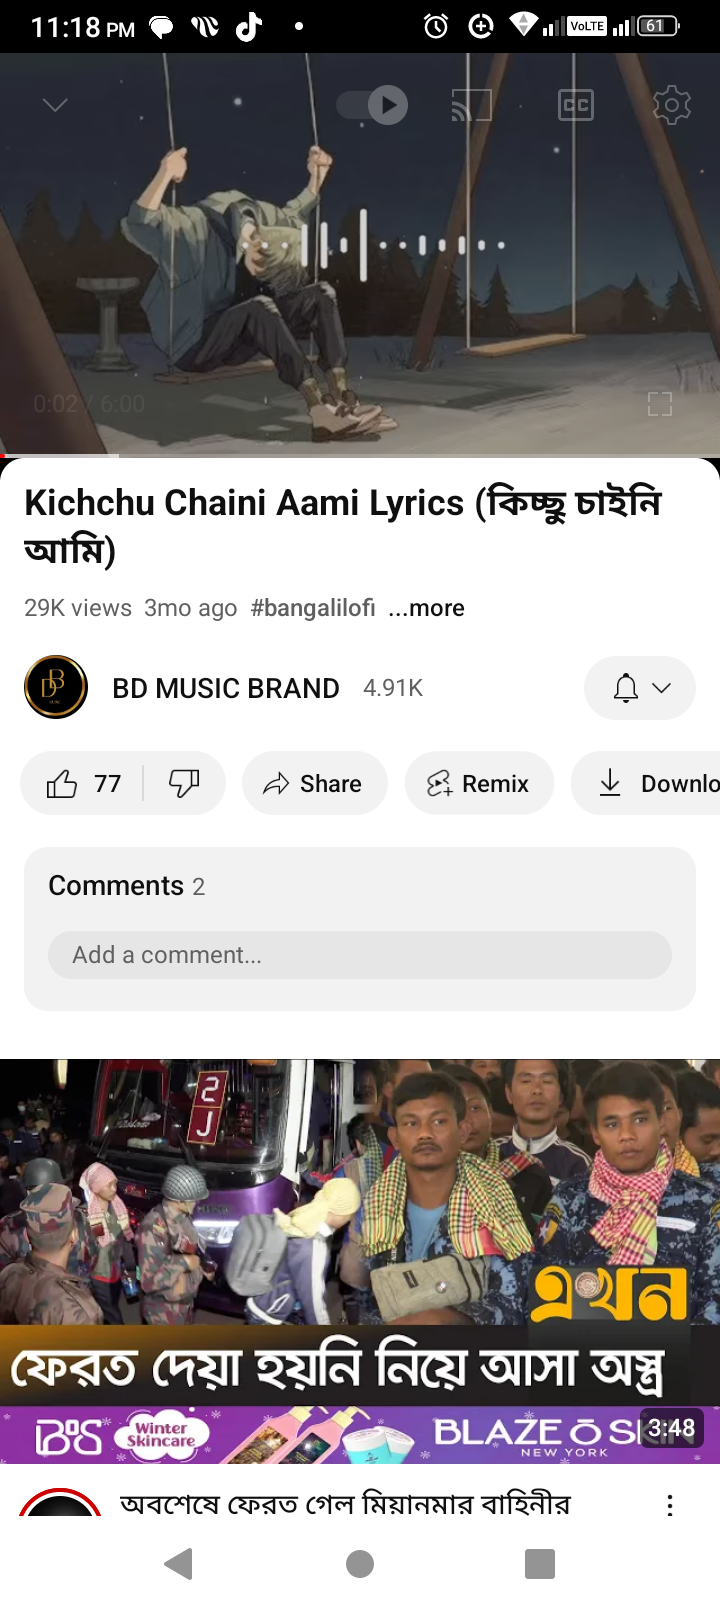 11:18 PM
VoLTE
61
CC
0:02 / 6:00
Kichchu Chaini Aami Lyrics (কিচ্ছু চাইনি
আমি)
29K views 3mo ago #bangalilofi ...more
BD MUSIC BRAND 4.91K
77
Share
Remix
Downlo
Comments 2
Add a comment...
এখন
ফেরত দেয়া হয়নি নিয়ে আসা অস্ত্র
BOS
Winter
Skincare
BLAZE O SKIN
NEW YORK
3:48
অবশেষে ফেরত গেল মিয়ানমার বাহিনীর